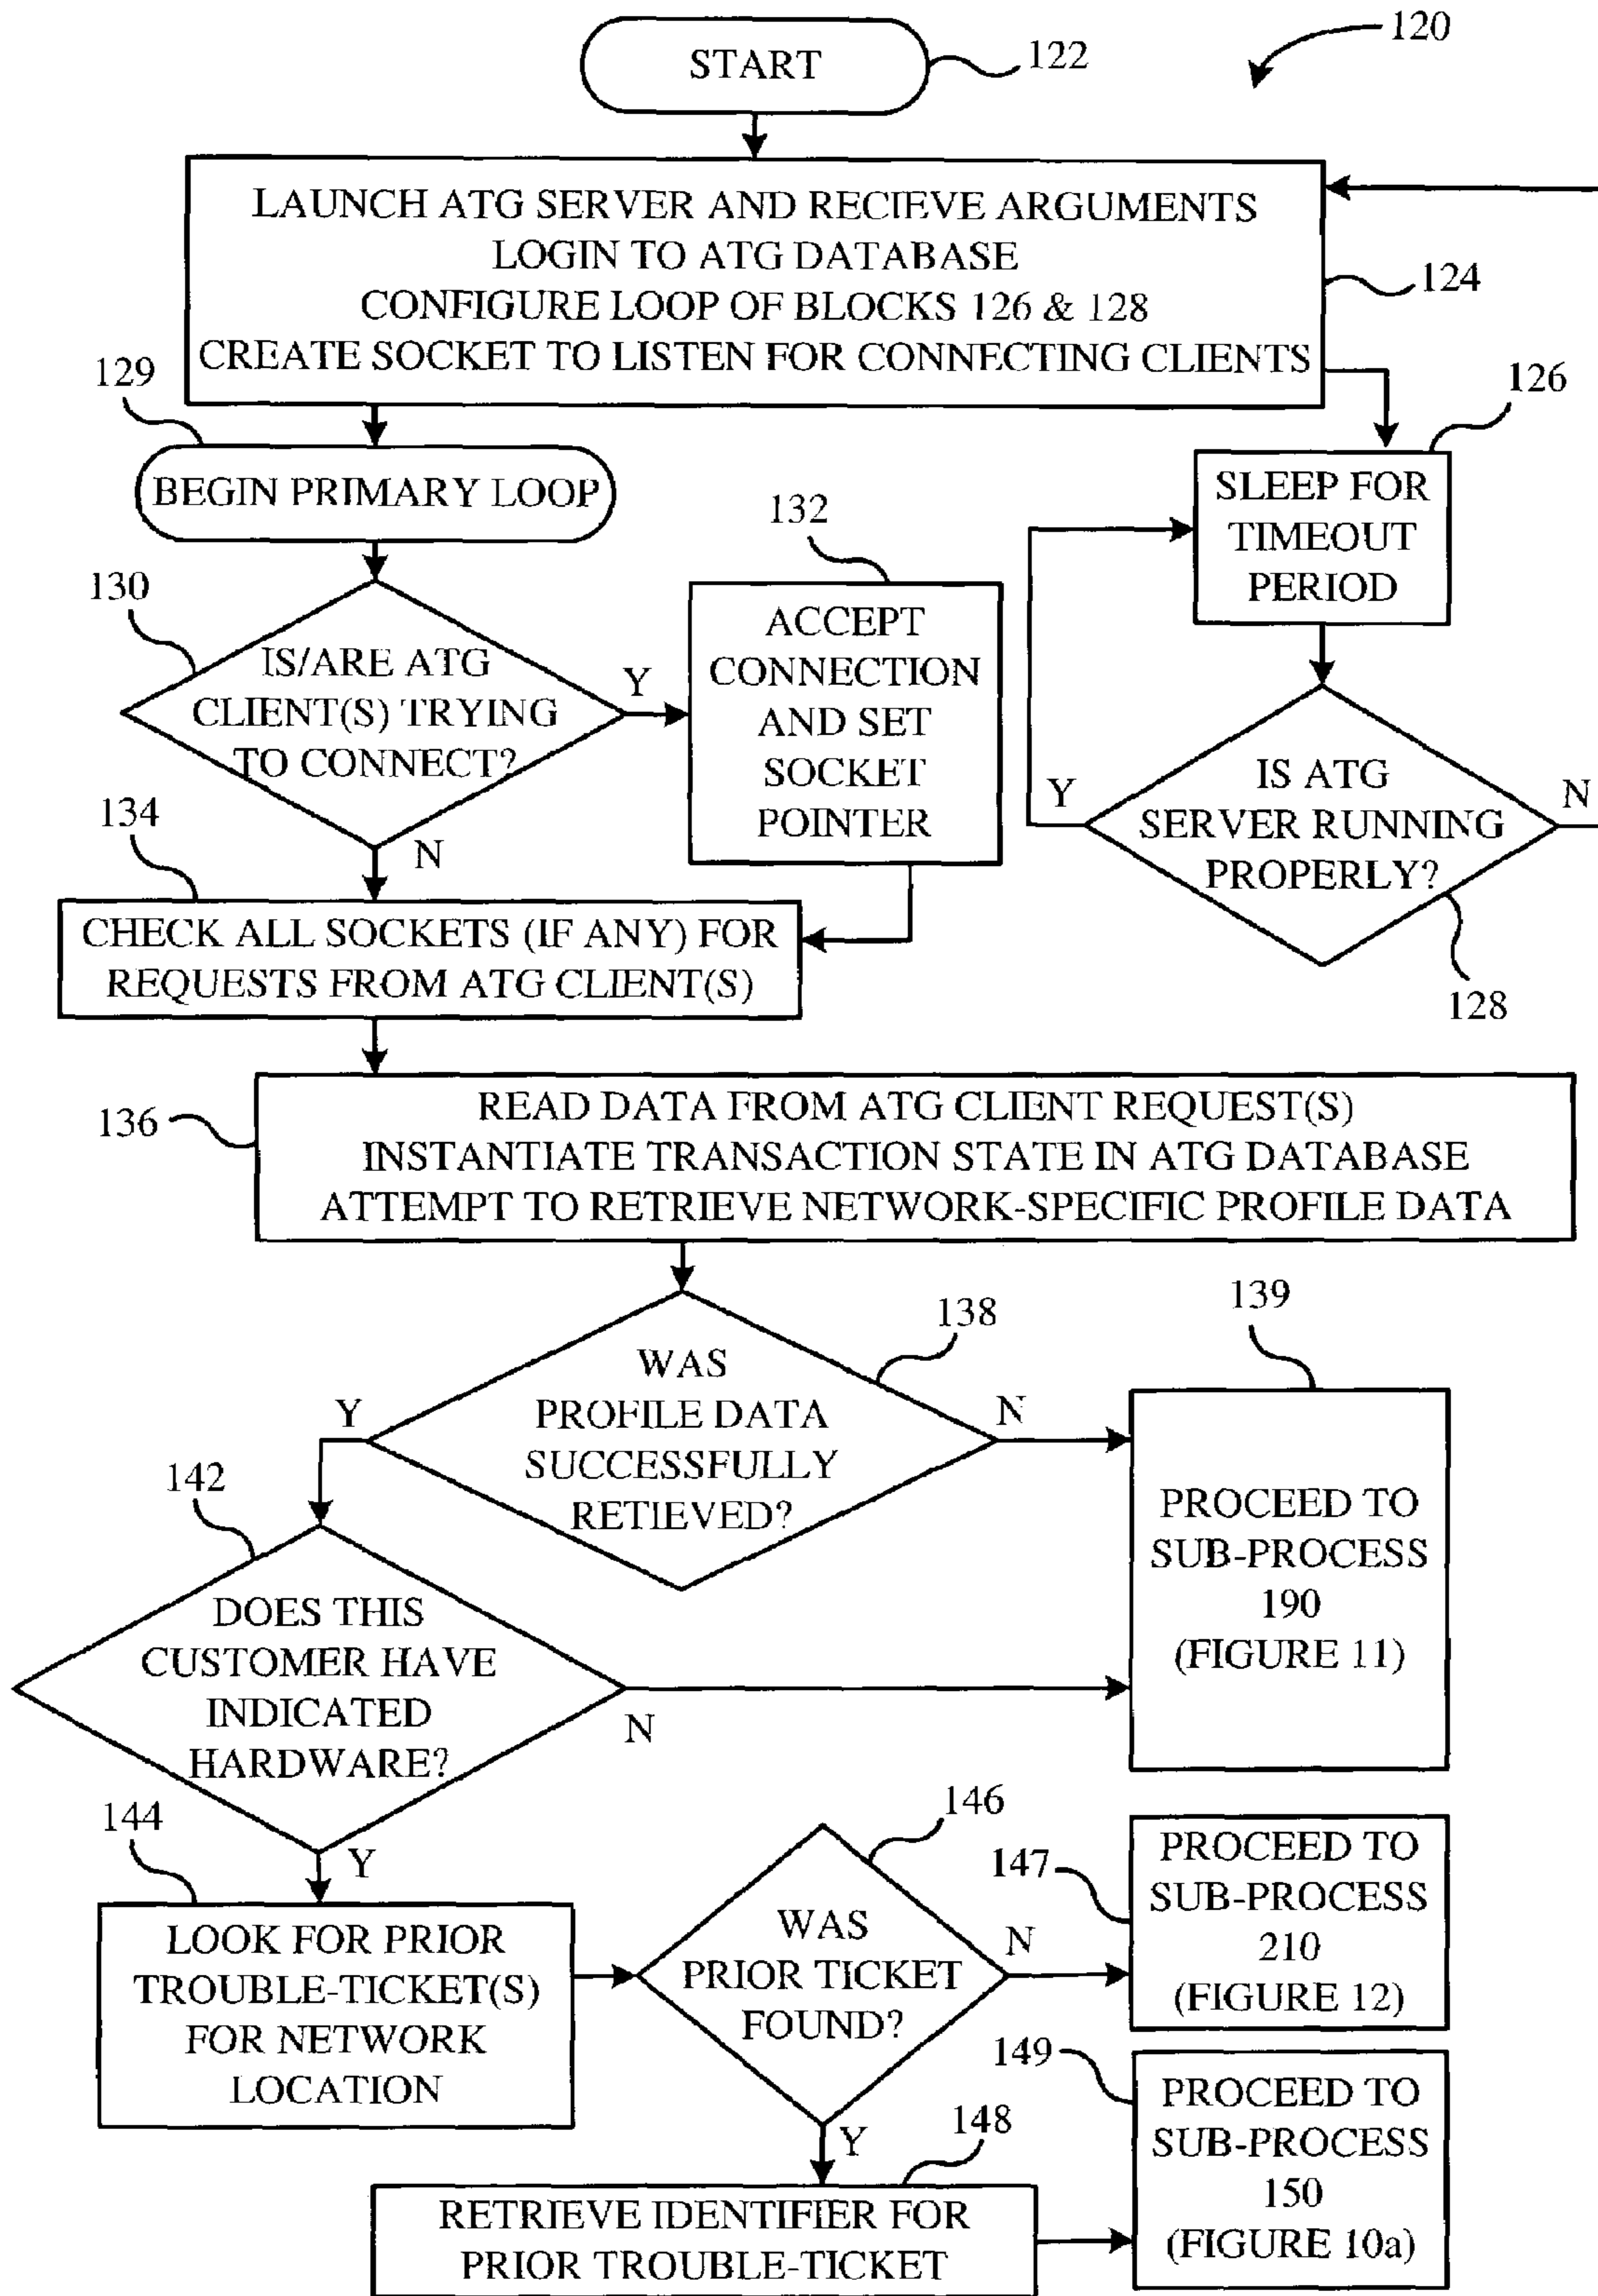 120
START
122
LAUNCH ATG SERVER AND RECIEVE ARGUMENTS
LOGIN TO ATG DATABASE
CONFIGURE LOOP OF BLOCKS 126 & 128
CREATE SOCKET TO LISTEN FOR CONNECTING CLIENTS
124
129
BEGIN PRIMARY LOOP
126
SLEEP FOR
TIMEOUT
PERIOD
130
IS/ARE ATG
CLIENT(S) TRYING
TO CONNECT?
Y
N
132
ACCEPT
CONNECTION
AND SET
SOCKET
POINTER
IS ATG
SERVER RUNNING
PROPERLY?
Y
N
128
134
CHECK ALL SOCKETS (IF ANY) FOR
REQUESTS FROM ATG CLIENT(S)
136
READ DATA FROM ATG CLIENT REQUEST(S)
INSTANTIATE TRANSACTION STATE IN ATG DATABASE
ATTEMPT TO RETRIEVE NETWORK-SPECIFIC PROFILE DATA
138
WAS
PROFILE DATA
SUCCESSFULLY
RETIEVED?
Y
N
139
PROCEED TO
SUB-PROCESS
190
(FIGURE 11)
142
DOES THIS
CUSTOMER HAVE
INDICATED
HARDWARE?
N
Y
144
LOOK FOR PRIOR
TROUBLE-TICKET(S)
FOR NETWORK
LOCATION
146
WAS
PRIOR TICKET
FOUND?
N
Y
147
PROCEED TO
SUB-PROCESS
210
(FIGURE 12)
148
RETRIEVE IDENTIFIER FOR
PRIOR TROUBLE-TICKET
149
PROCEED TO
SUB-PROCESS
150
(FIGURE 10a)